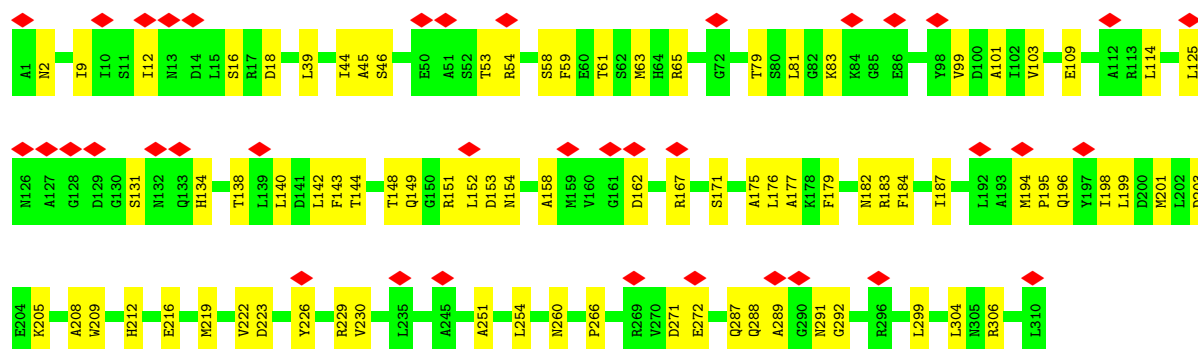 A1 N2 I9 I10 S11 I12 N13 D14 L15 S16 R17 D18 L39 I44 A45 S46 E50 A51 S52 T53 R54 S58 F59 E60 T61 S62 M63 H64 R65 G72 T79 S80 L81 G82 K83 K84 G85 E86 Y98 V99 D100 A101 I102 V103 E109 A112 R113 L114 L125
N126 A127 G128 D129 G130 S131 N132 Q133 H134 T138 L139 L140 D141 L142 F143 T144 T148 Q149 G150 R151 L152 D153 N154 A158 M159 V160 G161 D162 R167 S171 A175 L176 A177 K178 F179 N182 R183 F184 I187 L192 A193 M194 P195 Q196 Y197 I198 L199 D200 M201 L202
E204 K205 A208 W209 H212 E216 M219 V222 D223 Y226 R229 V230 L235 A245 A251 L254 N260 P266 R269 V270 D271 E272 Q287 Q288 A289 G290 N291 G292 R296 L299 L304 N305 R306 L310